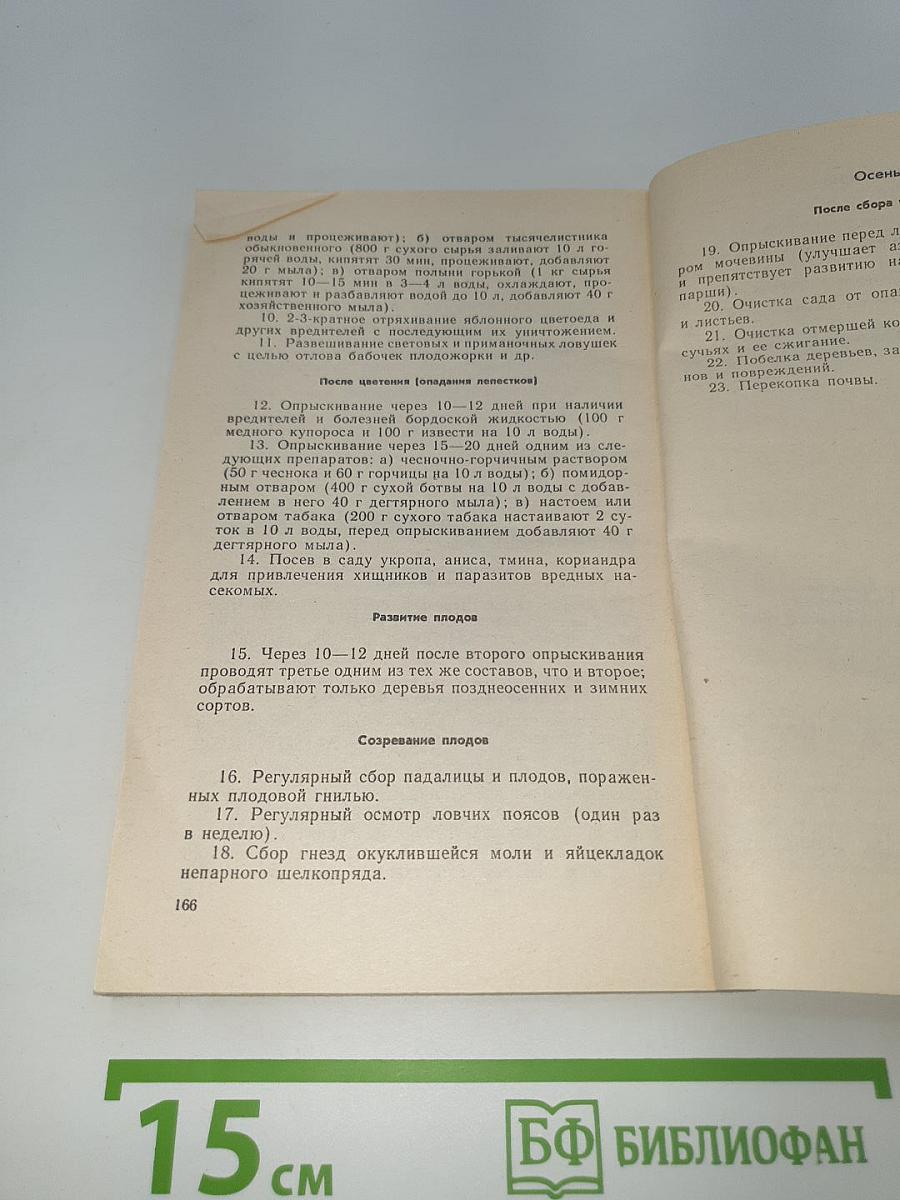 воды и процеживают); б) отваром тысячелистника
обыкновенного (800 г сухого сырья заливают 10 л го-
рячей воды, кипятят 30 мин, процеживают, добавляют
20 г мыла); в) отваром полыни горькой (1 кг сырья
кипятят 10—15 мин в 3—4 л воды, охлаждают, про-
цеживают и разбавляют водой до 10 л, добавляют 40 г
хозяйственного мыла).
10. 2-3-кратное отряхивание яблонного цветоеда и
других вредителей с последующим их уничтожением.
11. Развешивание световых и приманочных ловушек
с целью отлова бабочек плодожорки и др.
После цветения (опадания лепестков)
12. Опрыскивание через 10—12 дней при наличии
вредителей и болезней бордоской жидкостью (100 г
медного купороса и 100 г извести на 10 л воды).
13. Опрыскивание через 15—20 дней одним из сле-
дующих препаратов: а) чесночно-горчичным раствором
(50 г чеснока и 60 г горчицы на 10 л воды); б) помидор-
ным отваром (400 г сухой ботвы на 10 л воды с добав-
лением в него 40 г дегтярного мыла); в) настоем или
отваром табака (200 г сухого табака настаивают 2 су-
ток в 10 л воды, перед опрыскиванием добавляют 40 г
дегтярного мыла).
14. Посев в саду укропа, аниса, тмина, кориандра
для привлечения хищников и паразитов вредных на-
секомых.
Развитие плодов
15. Через 10—12 дней после второго опрыскивания
проводят третье одним из тех же составов, что и второе;
обрабатывают только деревья позднеосенних и зимних
сортов.
Созревание плодов
16. Регулярный сбор падалицы и плодов, поражен-
ных плодовой гнилью.
17. Регулярный осмотр ловчих поясов (один раз
в неделю).
18. Сбор гнезд окуклившейся моли и яйцекладок
непарного шелкопряда.
166
Осень
После сбора
19. Опрыскивание перед л
ром мочевины (улучшает аз
и препятствует развитию на
парши).
20. Очистка сада от опа
и листьев.
21. Очистка отмершей ко
сучьях и ее сжигание.
22. Побелка деревьев, за
нов и повреждений.
23. Перекопка почвы.
15 см
БФ БИБЛИОФАН